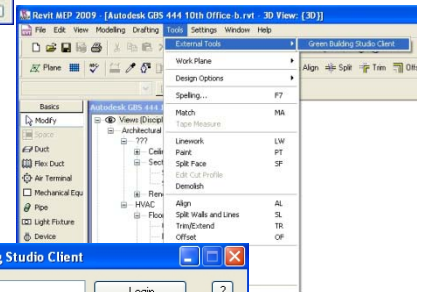 Revit MEP 2009 - [Autodesk GBS 444 10th Office-b.rvt - 3D View: {3D}]
File Edit View Modelling Drafting Tools Settings Window Help
External Tools
Green Building Studio Client
Work Plane
Work Plane
Align Split Trim
Design Options
Spelling... F7
Basics
Autodesk GBS 444
Match MA
Modify
Views (Discipl
Tape Measure
Space
Architectural
Duct
???
Linework LW
Flex Duct
Ceilin
Paint PT
Air Terminal
Sect
Split Face SF
Edit Cut Profile
Mechanical Equ
Ren
Demolish
Pipe
HVAC
Align AL
Light Fixture
Floor
Split Walls and Lines SL
Device
Trim/Extend TR
Offset OF
g Studio Client
Login ?